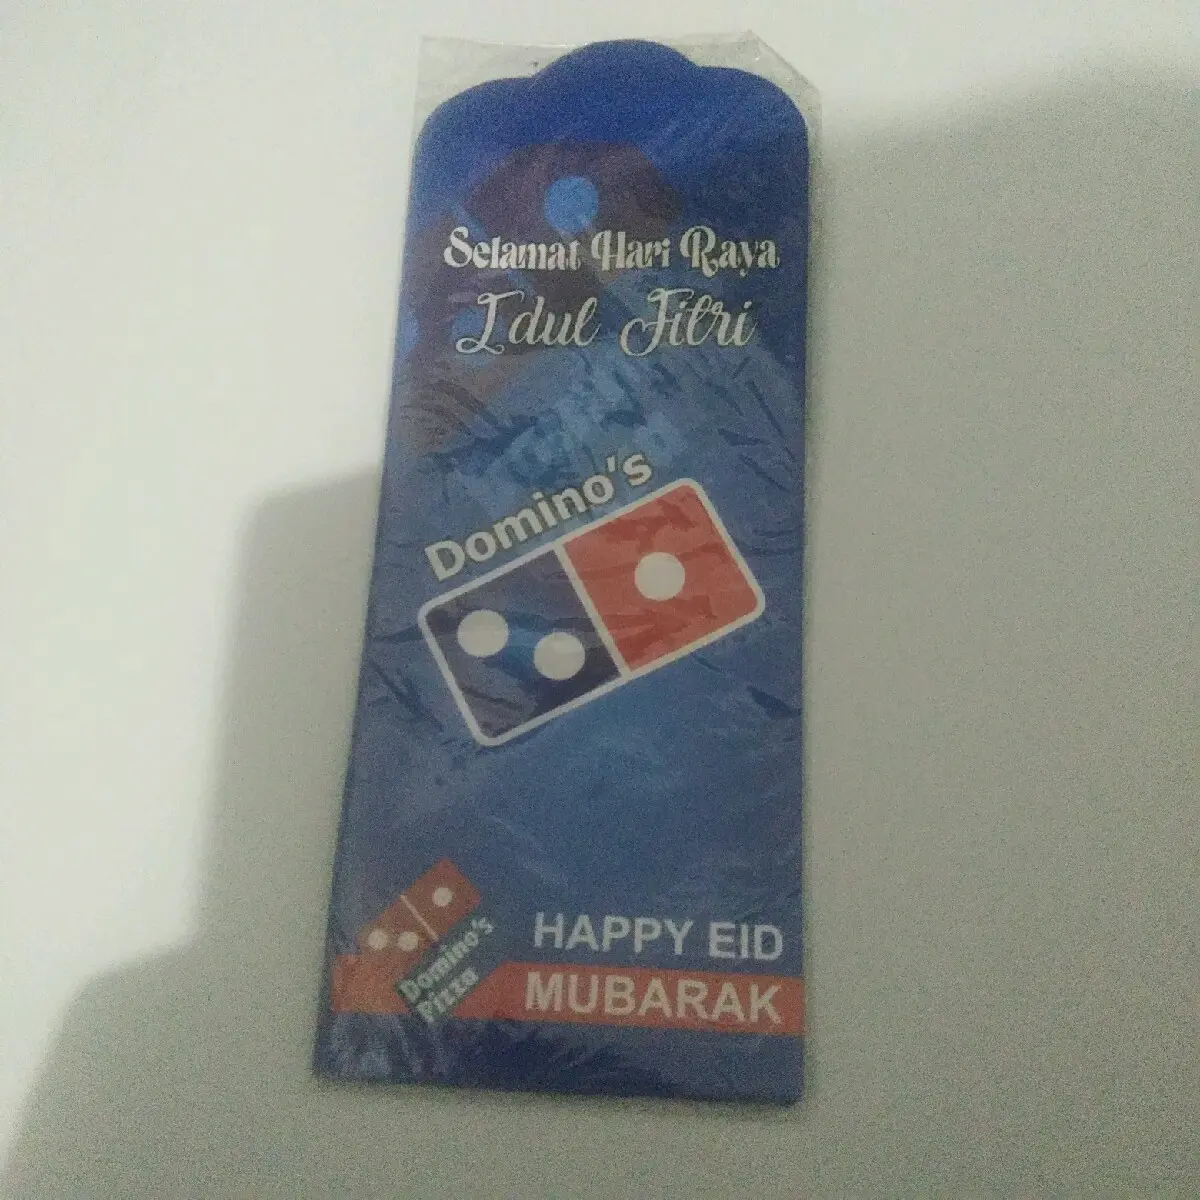 Selamat Hari Raya
Idul Fitri
Domino's
Domino's
Pizza
HAPPY EID
MUBARAK